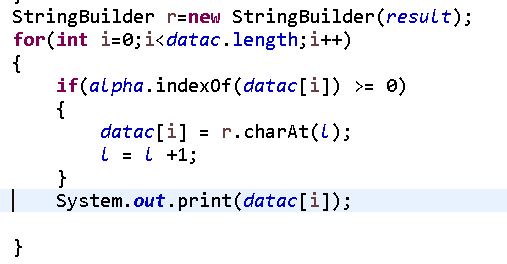 StringBuilder r=new StringBuilder(result);
for(int i=0;i<datac.length;i++)
{
if(alpha.indexOf(datac[i]) >= 0)
{
datac[i] = r.charAt(l);
l = l +1;
}
System.out.print(datac[i]);
}